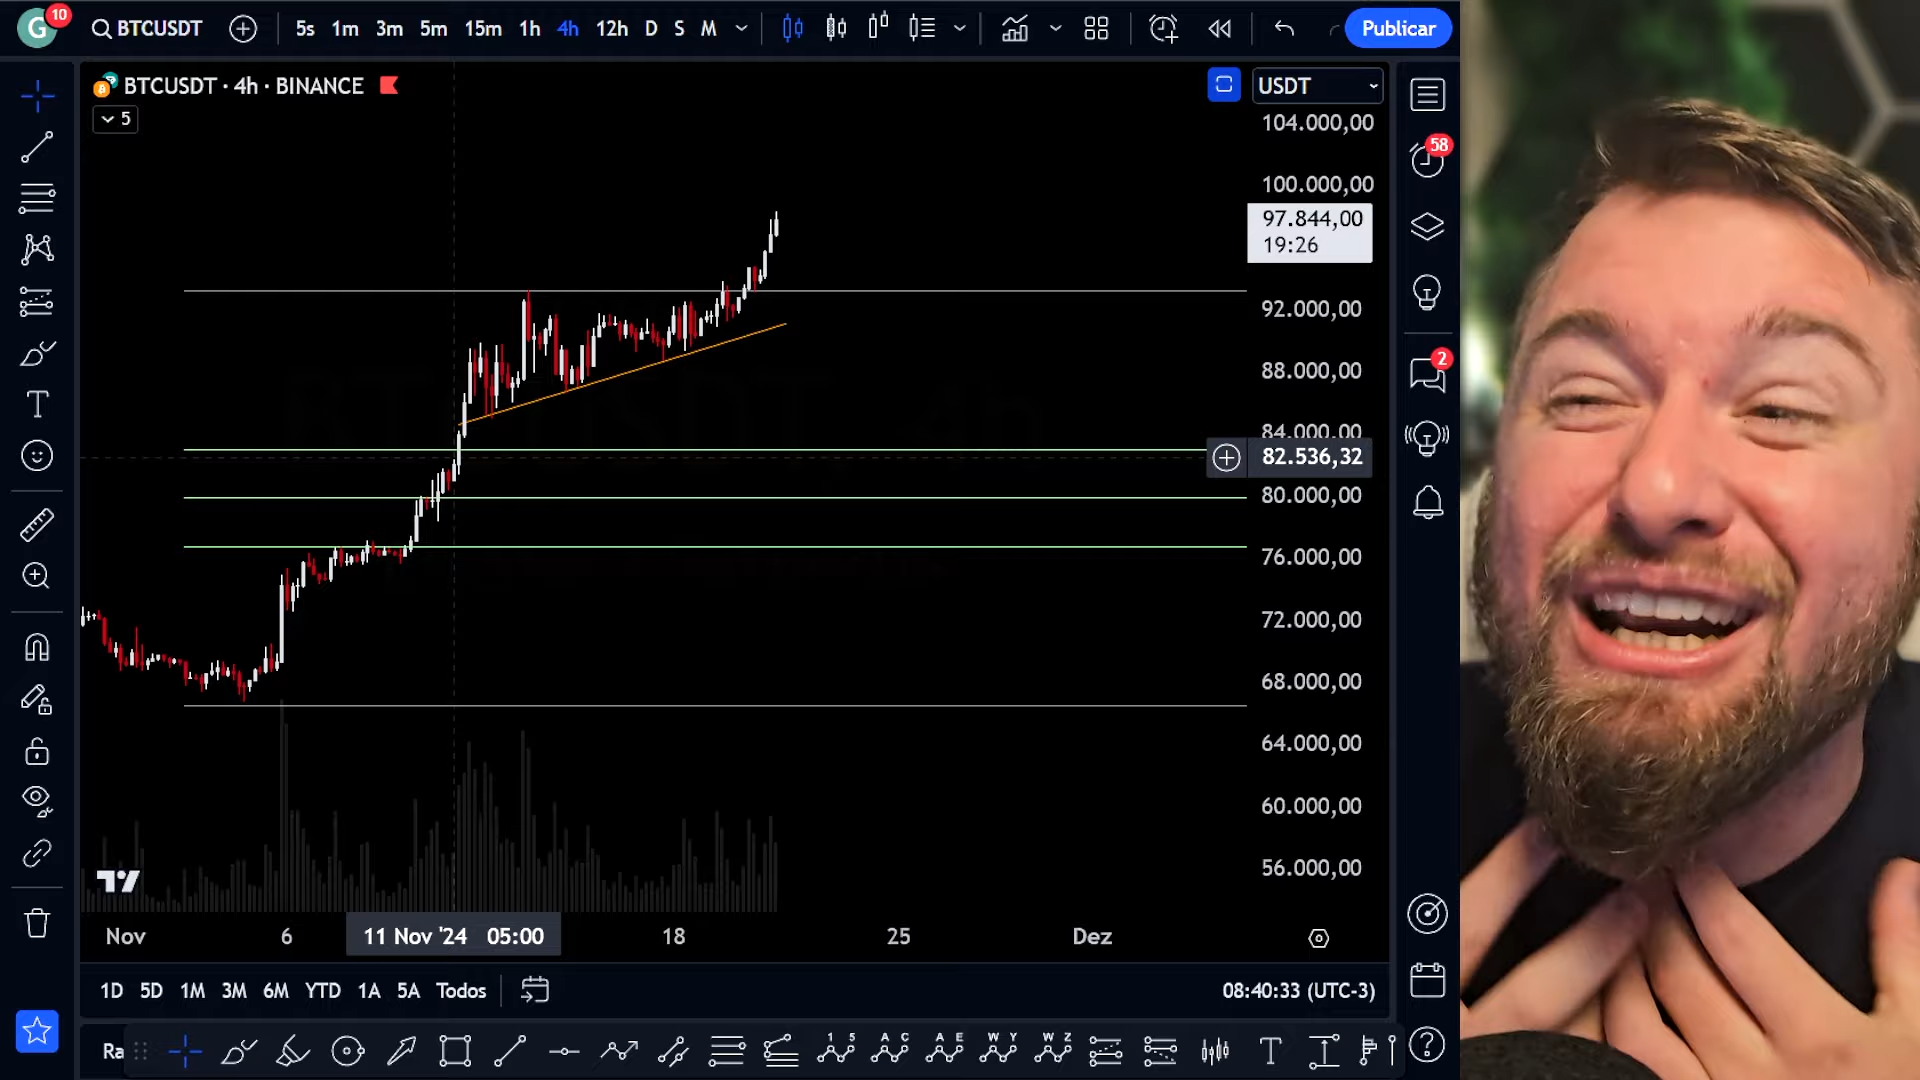 G 10 BTCUSDT 5s 1m 3m 5m 15m 1h 4h 12h D S M Publicar
BTCUSDT · 4h · BINANCE
USDT
5
104.000,00
100.000,00
97.844,00
19:26
92.000,00
88.000,00
84.000,00
82.536,32
80.000,00
76.000,00
72.000,00
68.000,00
64.000,00
60.000,00
56.000,00
58
2
Nov 6 11 Nov '24 05:00 18 25 Dez
1D 5D 1M 3M 6M YTD 1A 5A Todos
08:40:33 (UTC-3)
Ra
1 5 A C A E W Y W Z